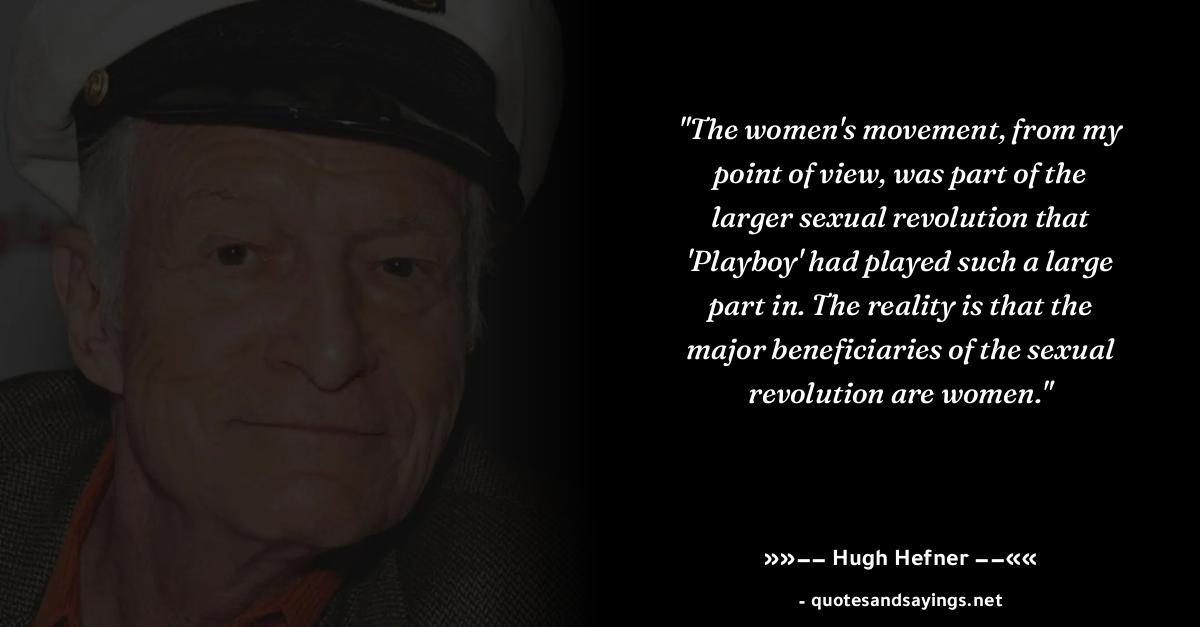 "The women's movement, from my
point of view, was part of the
larger sexual revolution that
'Playboy' had played such a large
part in. The reality is that the
major beneficiaries of the sexual
revolution are women."
»»−− Hugh Hefner −−««
- quotesandsayings.net